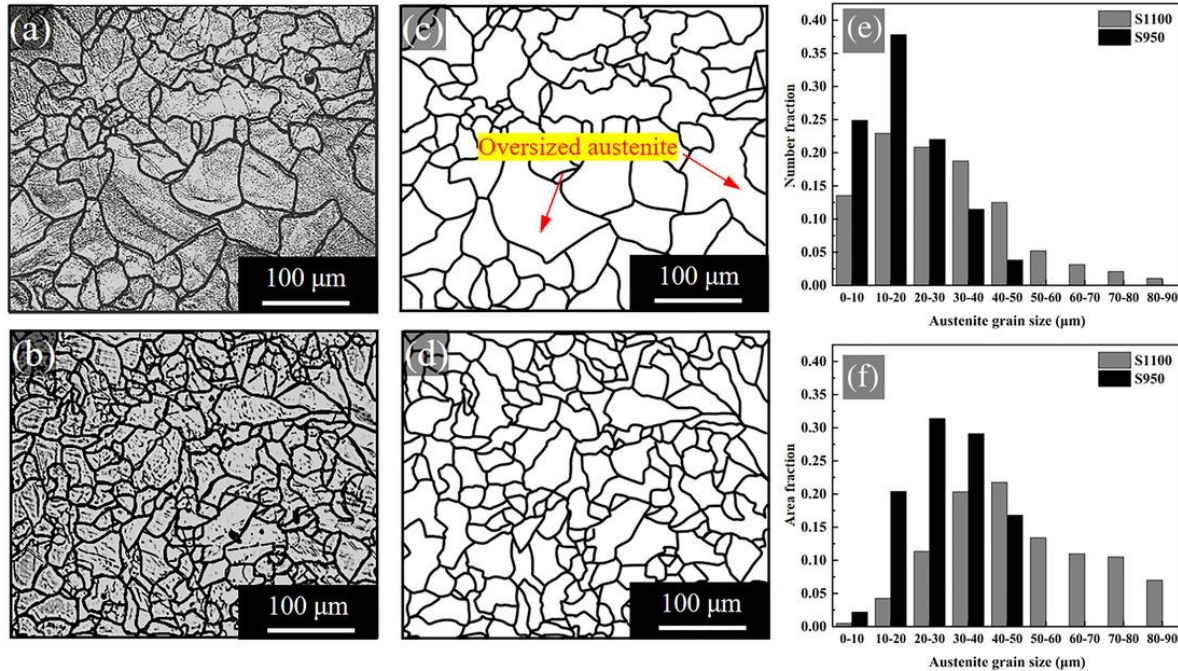 (a)
100 μm
(b)
100 μm
(c)
Oversized austenite
100 μm
(d)
100 μm
(e)
S1100
S950
Number fraction
0.40
0.35
0.30
0.25
0.20
0.15
0.10
0.05
0.00
0-10 10-20 20-30 30-40 40-50 50-60 60-70 70-80 80-90
Austenite grain size (μm)
(f)
S1100
S950
Area fraction
0.40
0.35
0.30
0.25
0.20
0.15
0.10
0.05
0.00
0-10 10-20 20-30 30-40 40-50 50-60 60-70 70-80 80-90
Austenite grain size (μm)